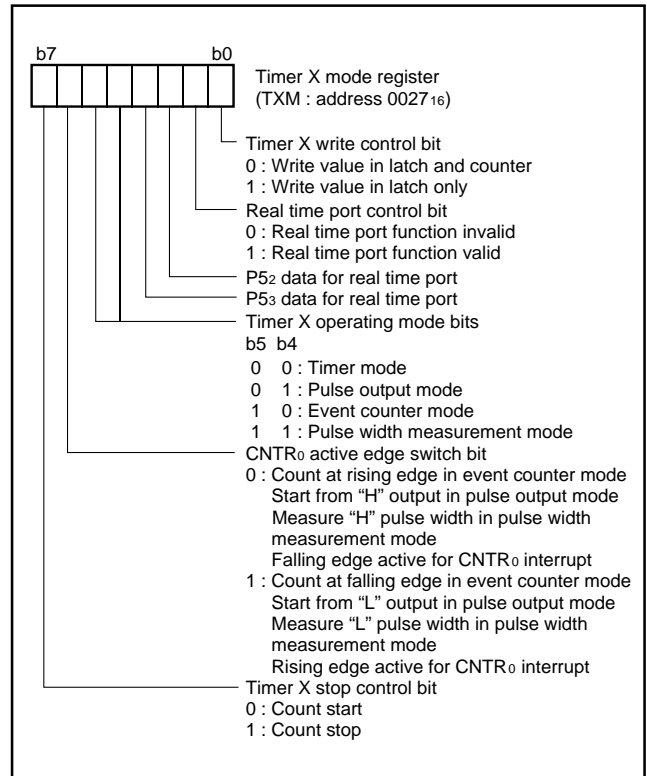 b7 b0
Timer X mode register
(TXM : address 002716)
Timer X write control bit
0 : Write value in latch and counter
1 : Write value in latch only
Real time port control bit
0 : Real time port function invalid
1 : Real time port function valid
P52 data for real time port
P53 data for real time port
Timer X operating mode bits
b5 b4
0 0 : Timer mode
0 1 : Pulse output mode
1 0 : Event counter mode
1 1 : Pulse width measurement mode
CNTR0 active edge switch bit
0 : Count at rising edge in event counter mode
Start from “H” output in pulse output mode
Measure “H” pulse width in pulse width
measurement mode
Falling edge active for CNTR0 interrupt
1 : Count at falling edge in event counter mode
Start from “L” output in pulse output mode
Measure “L” pulse width in pulse width
measurement mode
Rising edge active for CNTR0 interrupt
Timer X stop control bit
0 : Count start
1 : Count stop